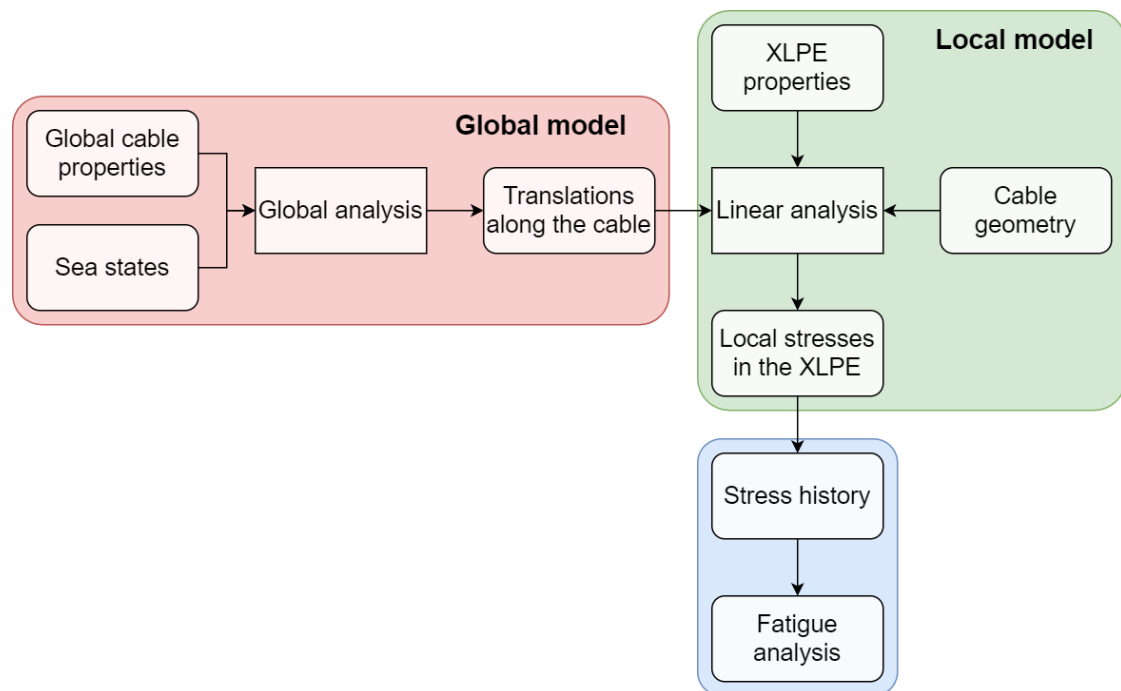 Local model
XLPE
properties
Global model
Global cable
properties
Global analysis
Translations
along the cable
Linear analysis
Cable
geometry
Sea states
Local stresses
in the XLPE
Stress history
Fatigue
analysis